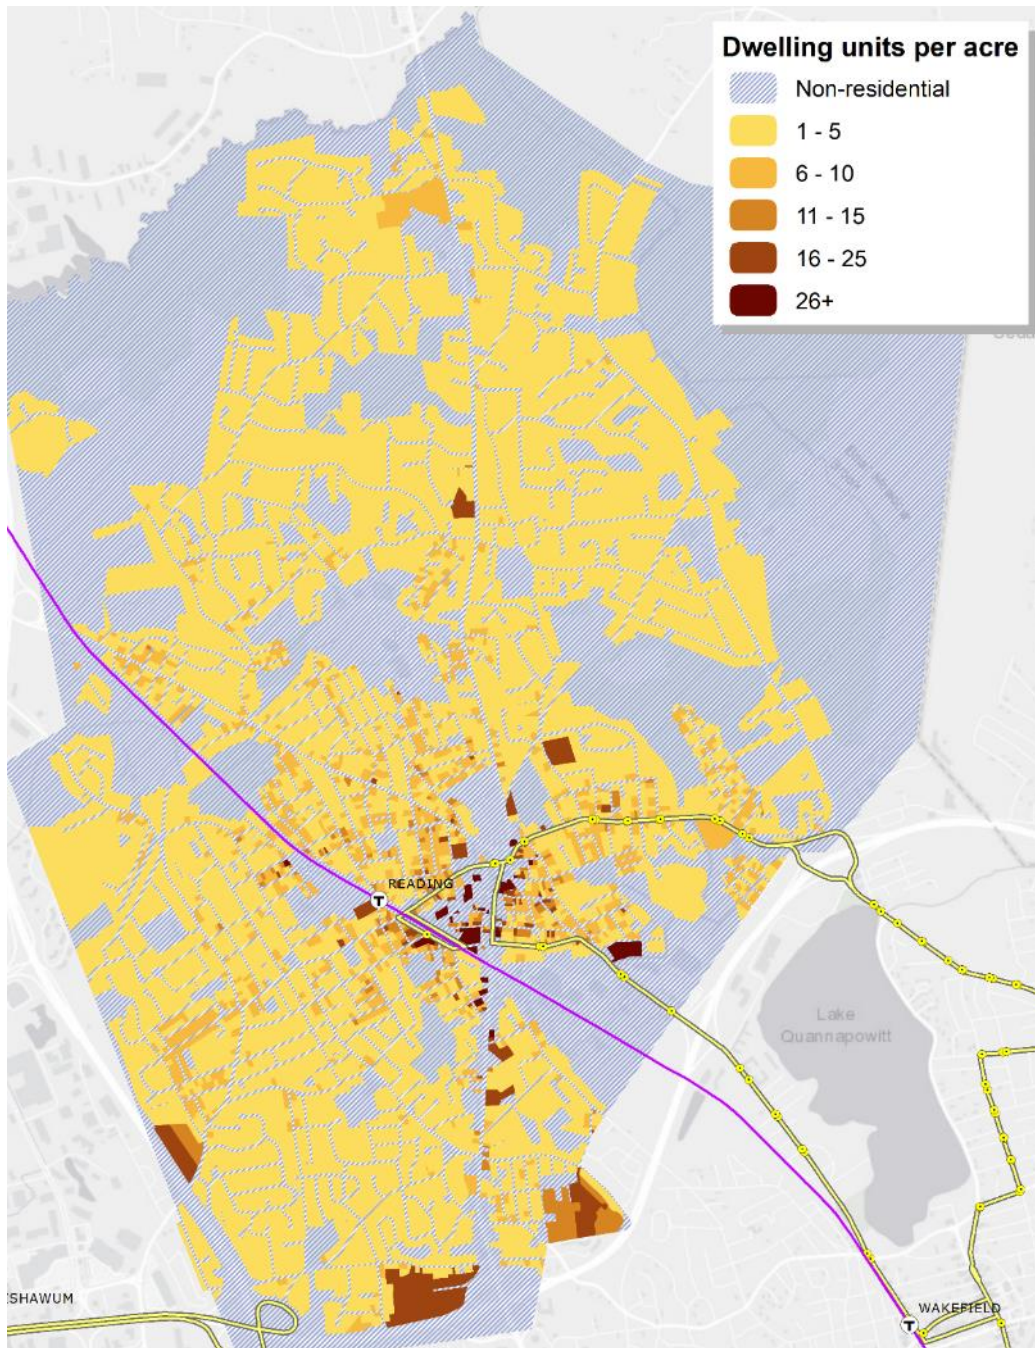 Dwelling units per acre
Non-residential
1 - 5
6 - 10
11 - 15
16 - 25
26+
READING
T
Lake
Quannapowitt
SHAWUM
WAKEFIELD
T